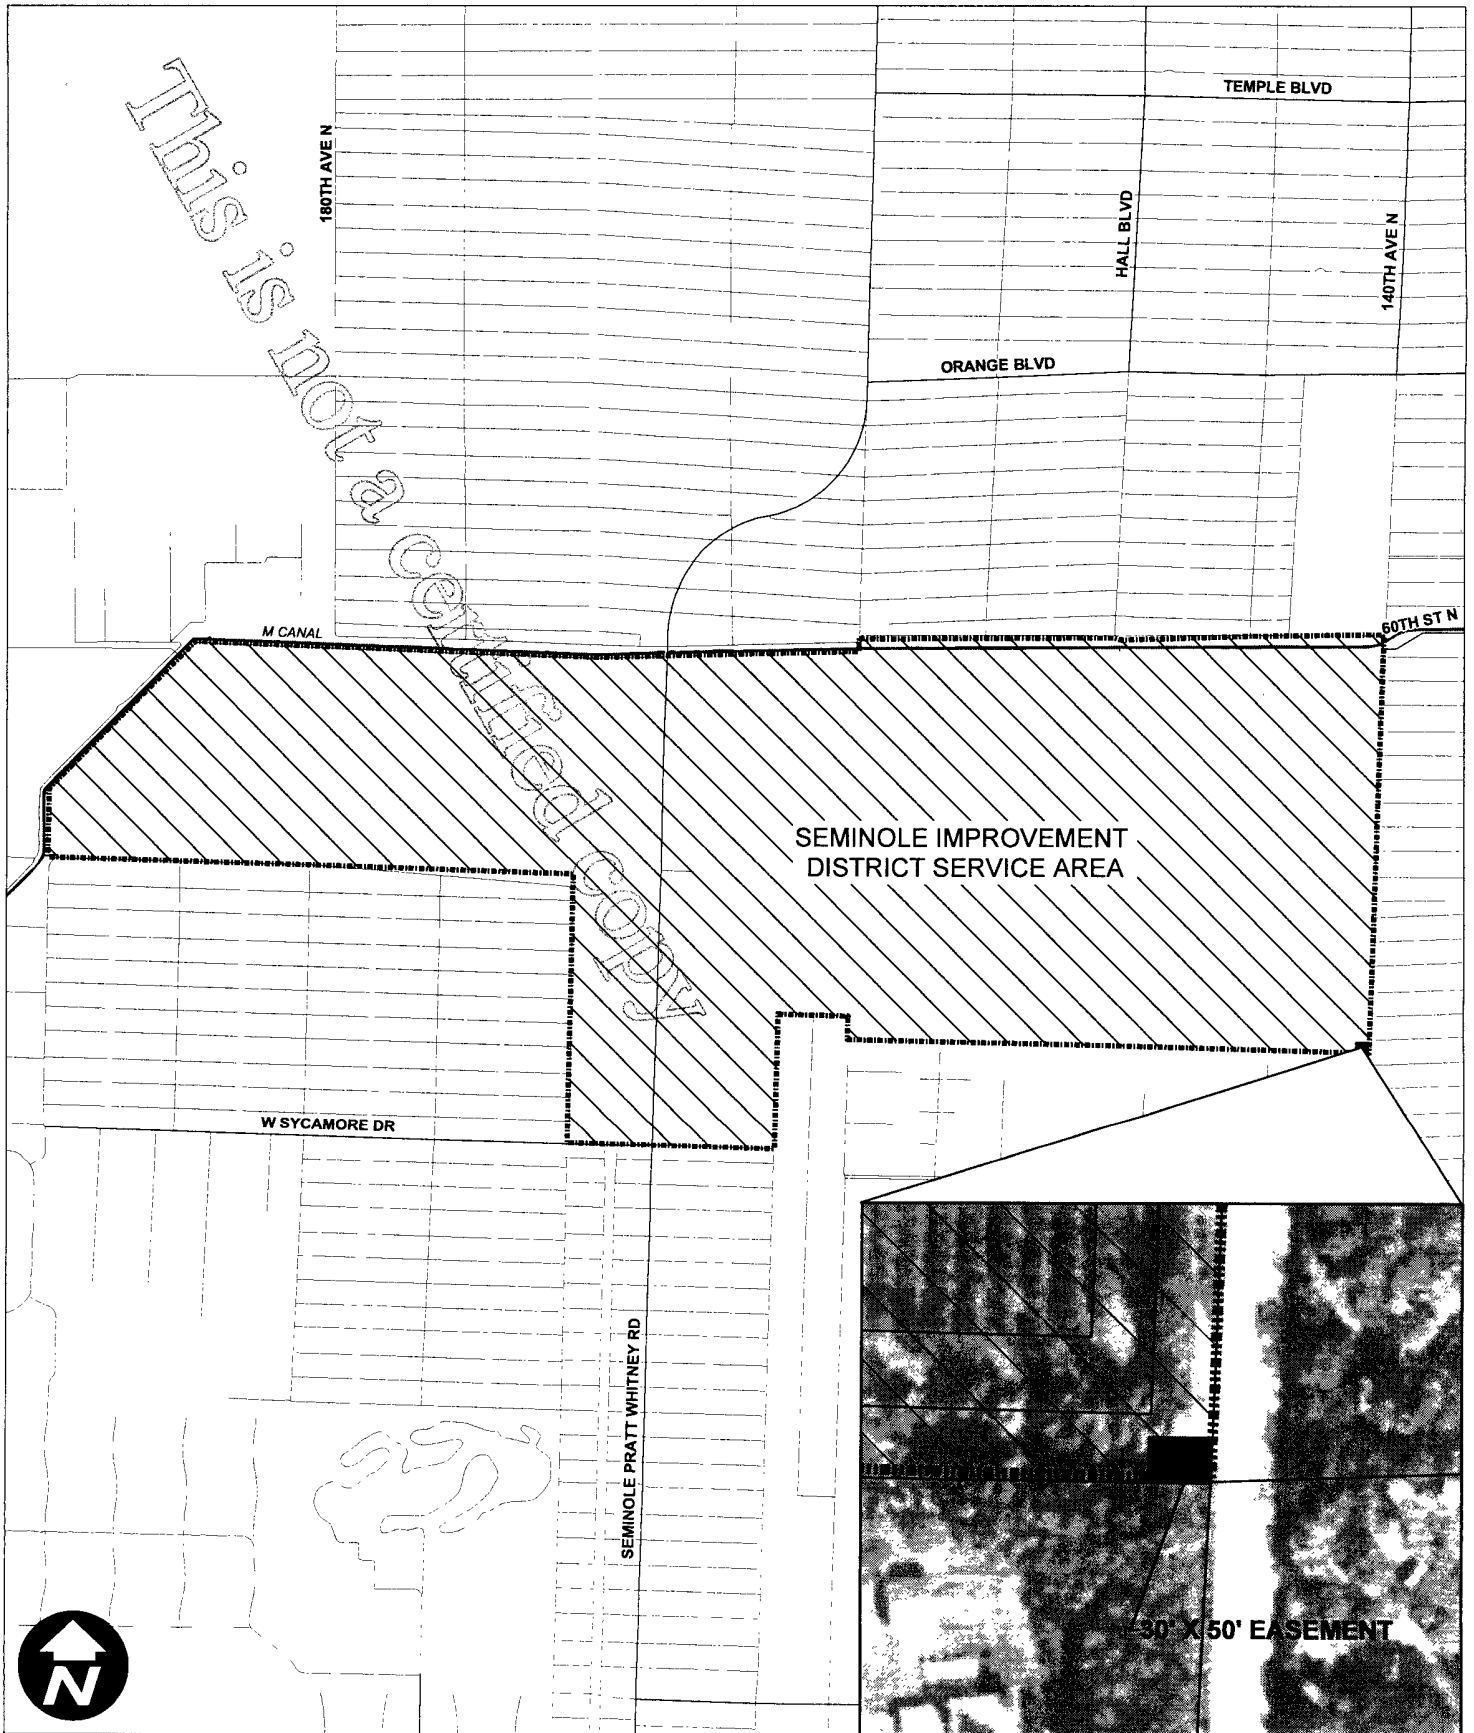 This is not a certified copy
TEMPLE BLVD
180TH AVE N
HALL BLVD
140TH AVE N
ORANGE BLVD
60TH ST N
M CANAL
SEMINOLE IMPROVEMENT
DISTRICT SERVICE AREA
W SYCAMORE DR
SEMINOLE PRATT WHITNEY RD
30' X 50' EASEMENT
N